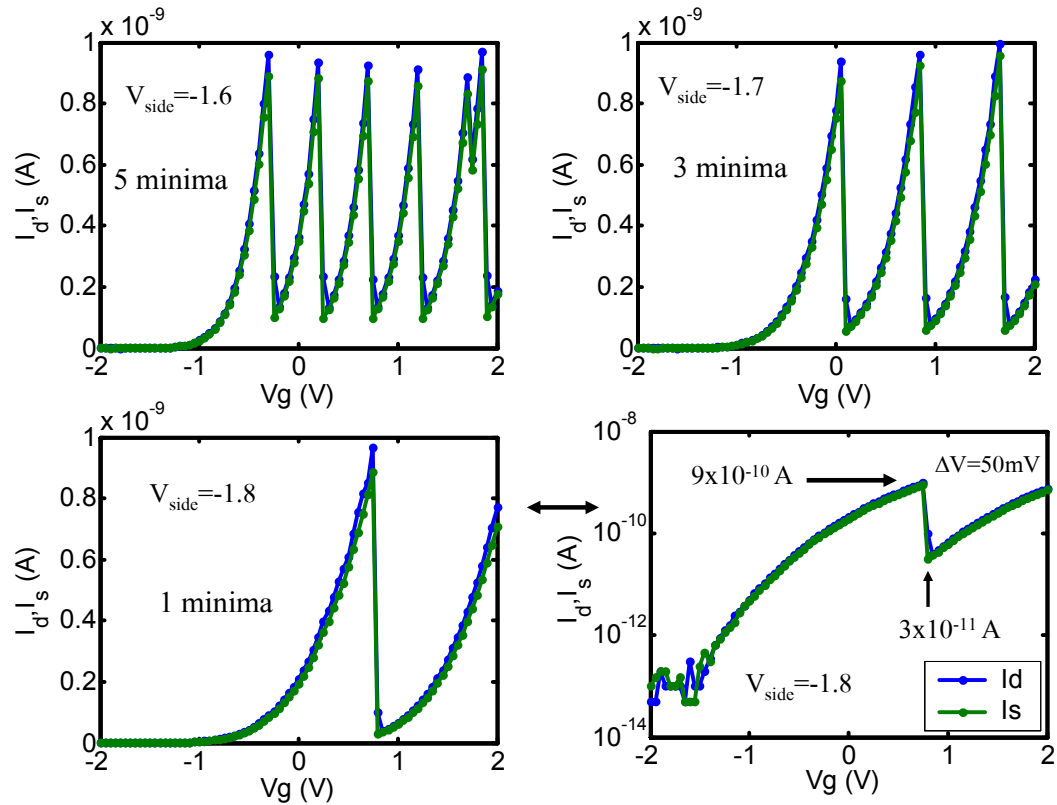 x 10^-9
1
0.8
0.6
0.4
0.2
0
-2
-1
0
1
2
I_d,I_s (A)
Vg (V)
V_side=-1.6
5 minima
x 10^-9
1
0.8
0.6
0.4
0.2
0
-2
-1
0
1
2
I_d,I_s (A)
Vg (V)
V_side=-1.7
3 minima
x 10^-9
1
0.8
0.6
0.4
0.2
0
-2
-1
0
1
2
I_d,I_s (A)
Vg (V)
V_side=-1.8
1 minima
10^-8
10^-10
10^-12
10^-14
-2
-1
0
1
2
I_d,I_s (A)
Vg (V)
9x10^-10 A
ΔV=50mV
3x10^-11 A
V_side=-1.8
Id
Is